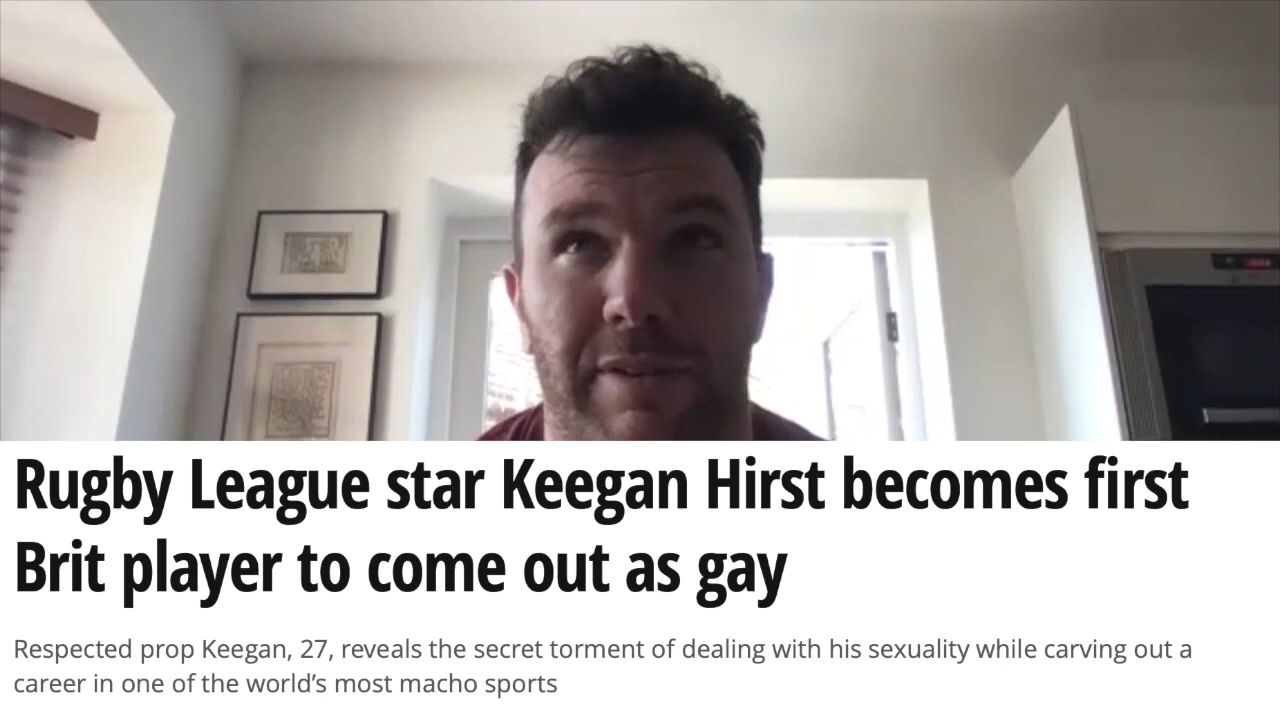 Rugby League star Keegan Hirst becomes first
Brit player to come out as gay
Respected prop Keegan, 27, reveals the secret torment of dealing with his sexuality while carving out a
career in one of the world’s most macho sports